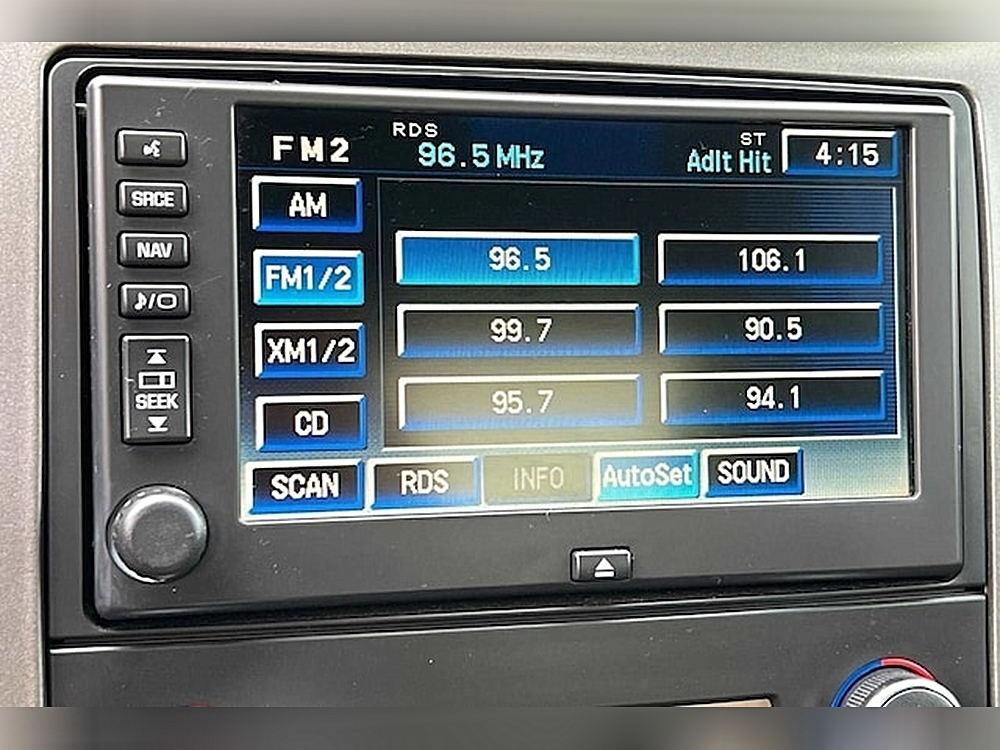 RDS
FM2 96.5 MHz
ST
Adlt Hit
4:15
SRCE
NAV
SEEK
AM
FM1/2
XM1/2
CD
96.5 106.1
99.7 90.5
95.7 94.1
SCAN RDS INFO AutoSet SOUND